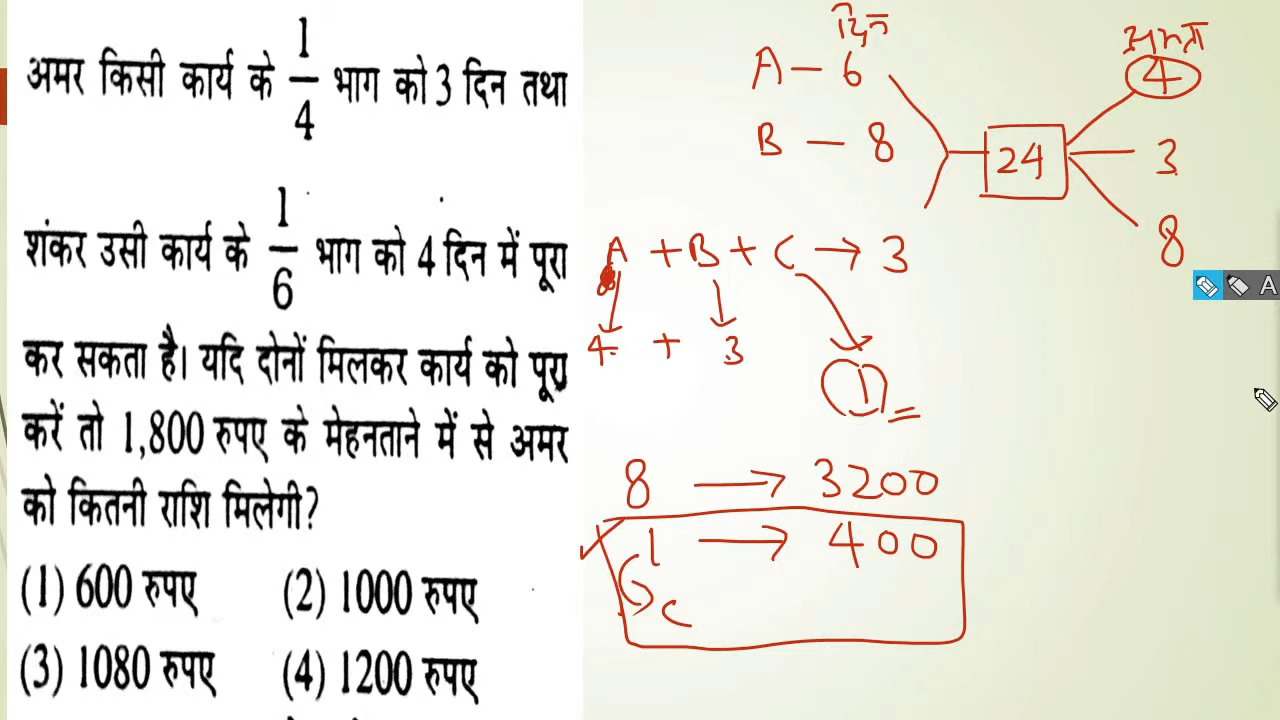 अमर किसी कार्य के 1/4 भाग को 3 दिन तथा
शंकर उसी कार्य के 1/6 भाग को 4 दिन में पूरा
कर सकता है। यदि दोनों मिलकर कार्य को पूरा
करें तो 1,800 रुपए के मेहनताने में से अमर
को कितनी राशि मिलेगी?
(1) 600 रुपए (2) 1000 रुपए
(3) 1080 रुपए (4) 1200 रुपए
दिन
A — 6
B — 8
24
4
3
8
A + B + C → 3
4 + 3
1
8 → 3200
1 → 400
C
A